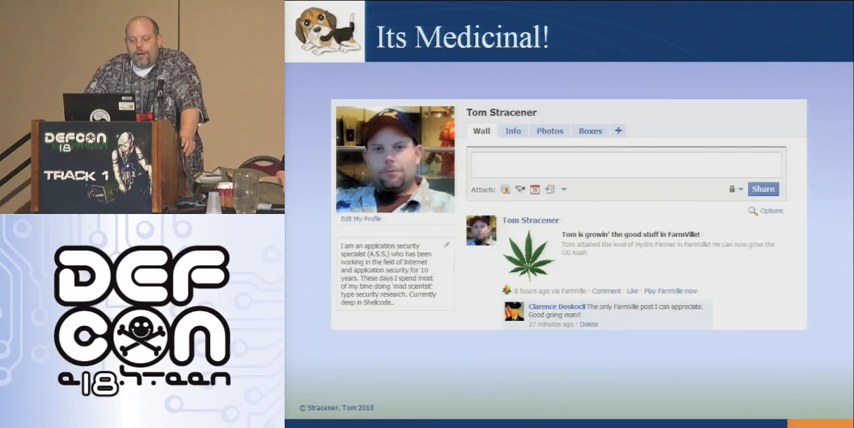 DEFCON
18
TRACK 1
DEF
CON
e18hteen
Its Medicinal!
Tom Stracener
Wall Info Photos Boxes +
Attach:
Share
Options
Edit My Profile
I am an application security
specialist (A.S.S.) who has been
working in the field of Internet
and application security for 10
years. These days I spend most
of my time doing 'mad scientist'
type security research. Currently
deep in Shellcode..
Tom Stracener
Tom is growin' the good stuff in FarmVille!
Tom attained the level of Hydro Farmer in FarmVille! He can now grow the
OG Kush
8 hours ago via FarmVille · Comment · Like · Play FarmVille now
Clarence Doskocil The only FarmVille post I can appreciate.
Good going man!!
27 minutes ago · Delete
© Stracener, Tom 2010